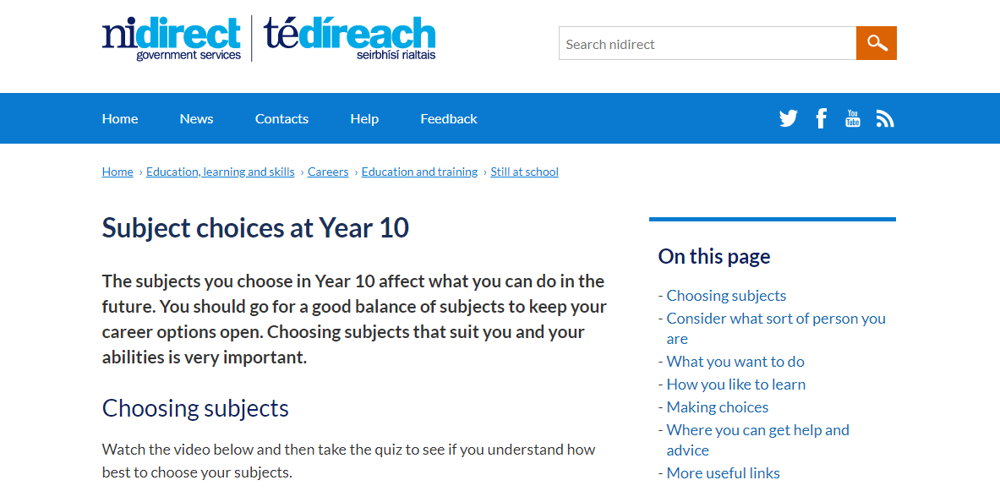 nidirect
government services
tédíreach
seirbhísí rialtais
Search nidirect
Home News Contacts Help Feedback
You
Tube
Home › Education, learning and skills › Careers › Education and training › Still at school
Subject choices at Year 10
The subjects you choose in Year 10 affect what you can do in the
future. You should go for a good balance of subjects to keep your
career options open. Choosing subjects that suit you and your
abilities is very important.
Choosing subjects
Watch the video below and then take the quiz to see if you understand how
best to choose your subjects.
On this page
- Choosing subjects
- Consider what sort of person you
are
- What you want to do
- How you like to learn
- Making choices
- Where you can get help and
advice
- More useful links